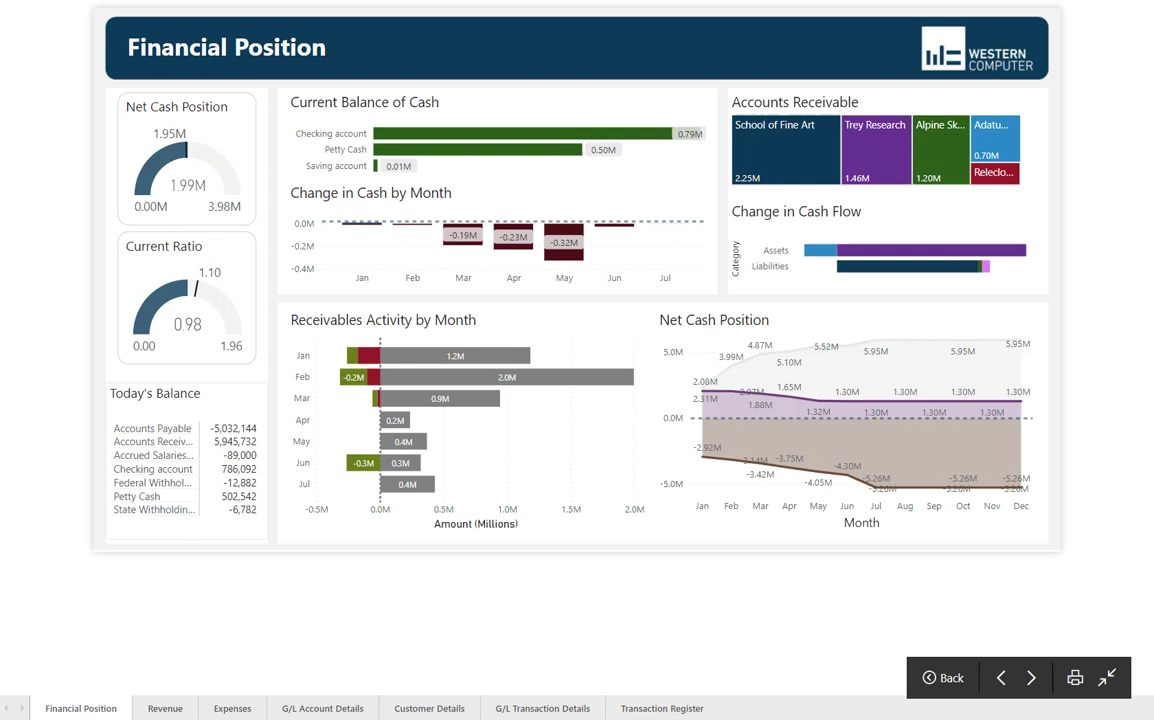 Financial Position
WESTERN
COMPUTER
Net Cash Position
1.95M
1.99M
0.00M 3.98M
Current Ratio
1.10
0.98
0.00 1.96
Today's Balance
Accounts Payable -5,032,144
Accounts Receiv... 5,945,732
Accrued Salaries... -89,000
Checking account 786,092
Federal Withhol... -12,882
Petty Cash 502,542
State Withholdin... -6,782
Current Balance of Cash
Checking account 0.79M
Petty Cash 0.50M
Saving account 0.01M
Change in Cash by Month
0.0M
-0.2M
-0.4M
-0.19M -0.23M -0.32M
Jan Feb Mar Apr May Jun Jul
Accounts Receivable
School of Fine Art
2.25M
Trey Research
1.46M
Alpine Sk...
1.20M
Adatu...
0.70M
Releclo...
Change in Cash Flow
Category
Assets
Liabilities
Receivables Activity by Month
Jan 1.2M
Feb -0.2M 2.0M
Mar 0.9M
Apr 0.2M
May 0.4M
Jun -0.3M 0.3M
Jul 0.4M
-0.5M 0.0M 0.5M 1.0M 1.5M 2.0M
Amount (Millions)
Net Cash Position
5.0M
0.0M
-5.0M
3.99M 4.87M 5.10M 5.52M 5.95M 5.95M 5.95M
2.08M
2.31M 1.88M 1.65M 1.32M 1.30M 1.30M 1.30M 1.30M
1.30M 1.30M 1.30M
-2.92M -3.42M -3.75M -4.05M -4.30M -5.26M -5.26M -5.26M
Jan Feb Mar Apr May Jun Jul Aug Sep Oct Nov Dec
Month
Back
Financial Position Revenue Expenses G/L Account Details Customer Details G/L Transaction Details Transaction Register